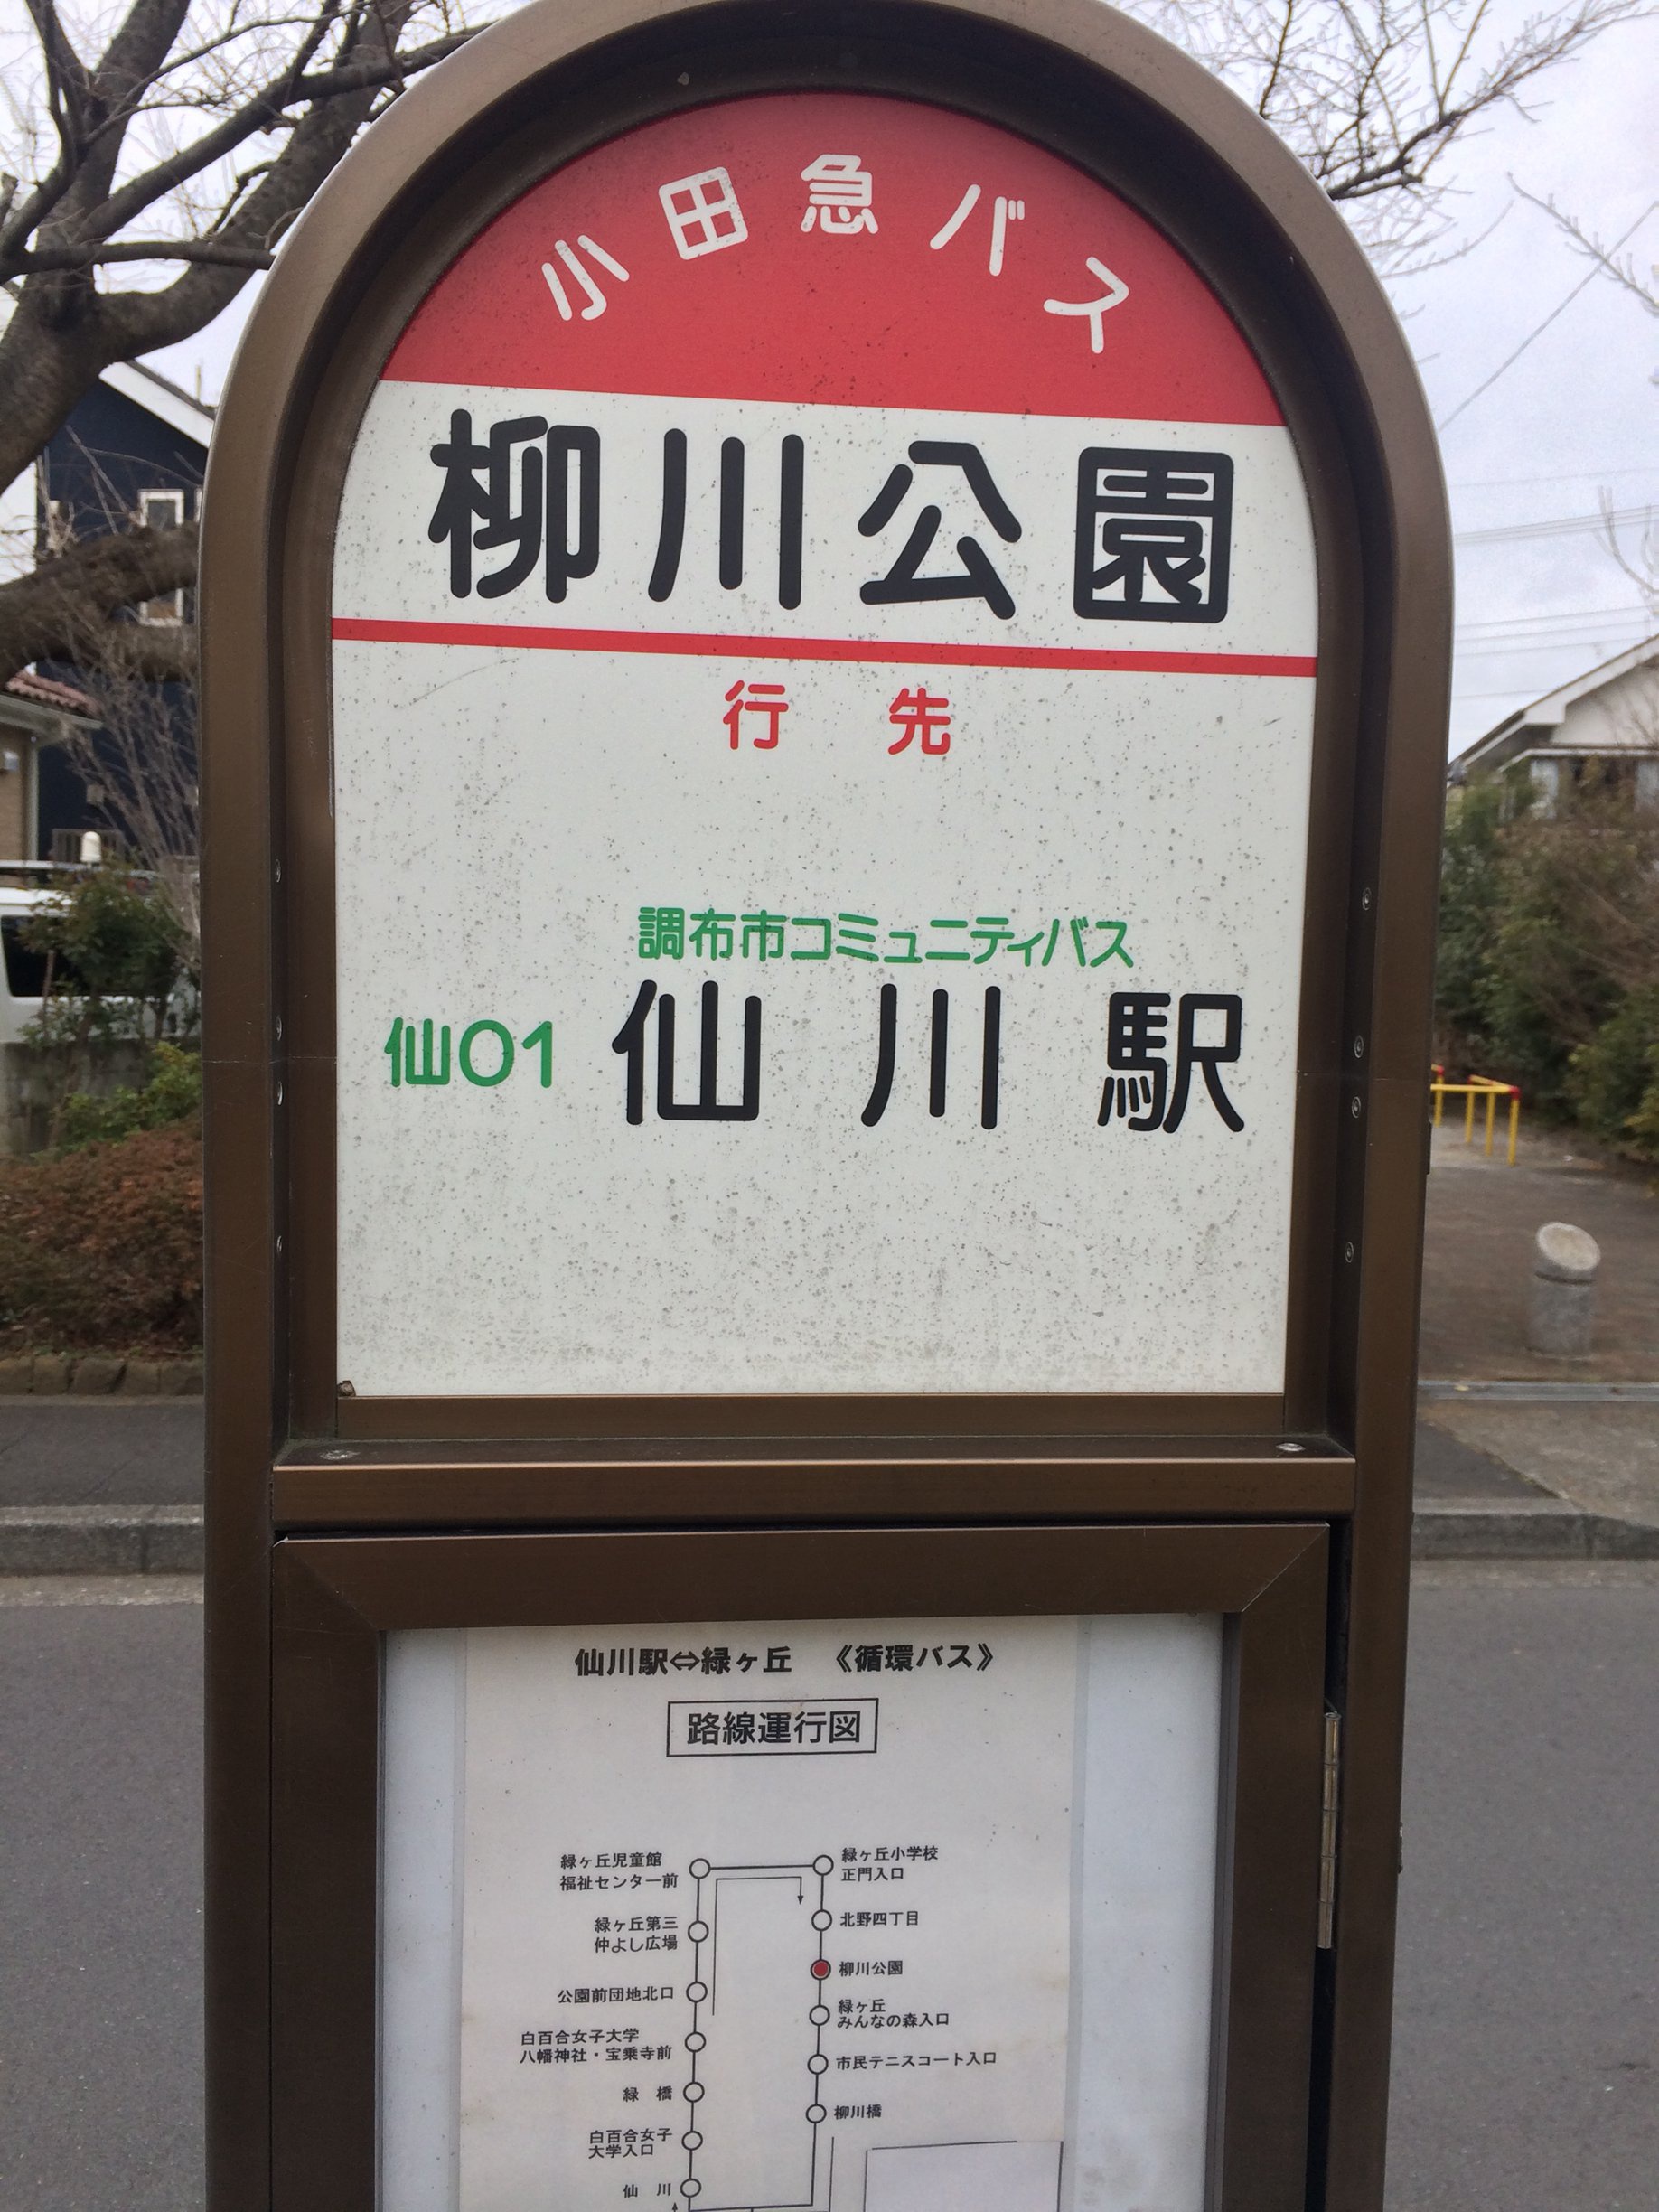 小田急バス
柳川公園
行先
調布市コミュニティバス
仙01 仙川駅
仙川駅⇔緑ヶ丘 《循環バス》
路線運行図
緑ヶ丘児童館
福祉センター前
緑ヶ丘第三
仲よし広場
公園前団地北口
白百合女子大学
八幡神社・宝乗寺前
緑橋
白百合女子
大学入口
仙川
緑ヶ丘小学校
正門入口
北野四丁目
柳川公園
緑ヶ丘
みんなの森入口
市民テニスコート入口
柳川橋